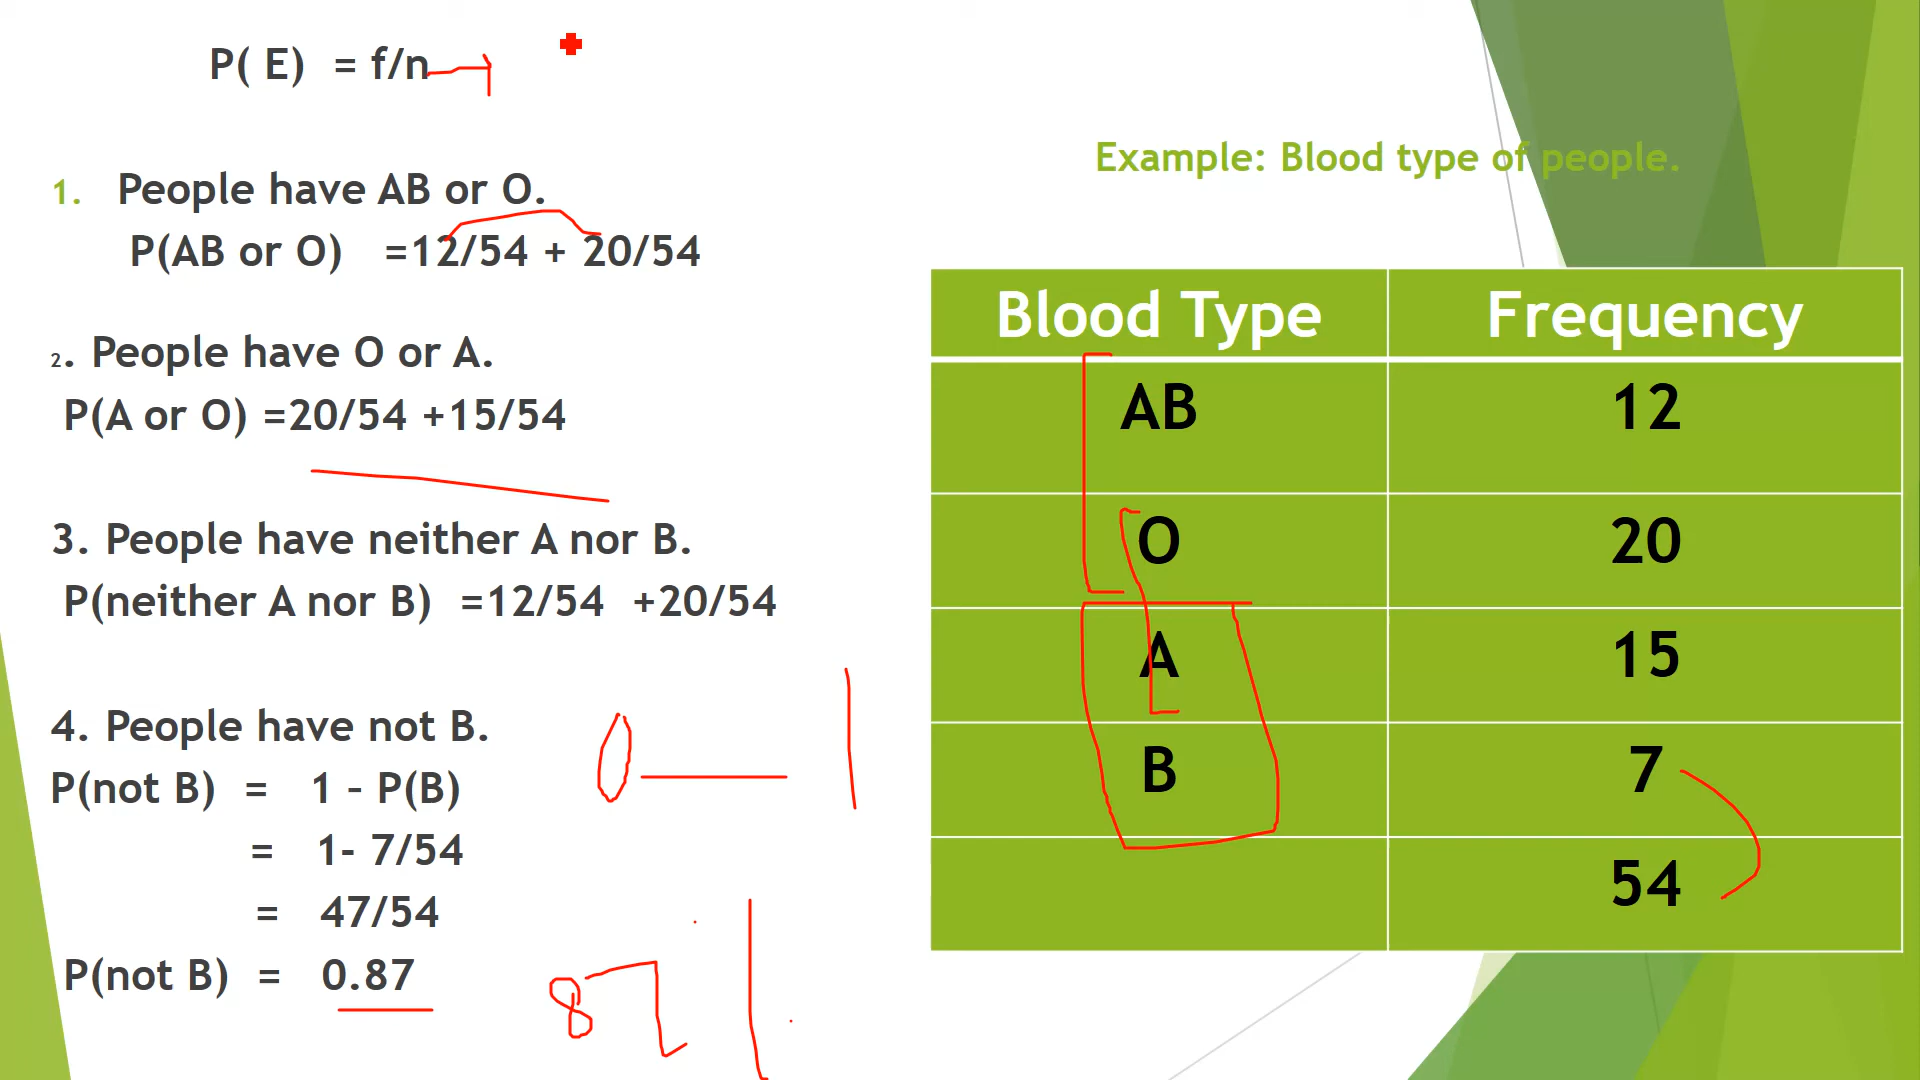 P( E) = f/n
1. People have AB or O.
P(AB or O) =12/54 + 20/54
2. People have O or A.
P(A or O) =20/54 +15/54
3. People have neither A nor B.
P(neither A nor B) =12/54 +20/54
4. People have not B.
P(not B) = 1 – P(B)
= 1- 7/54
= 47/54
P(not B) = 0.87
0 1
87
Example: Blood type of people.
Blood Type Frequency
AB 12
O 20
A 15
B 7
54